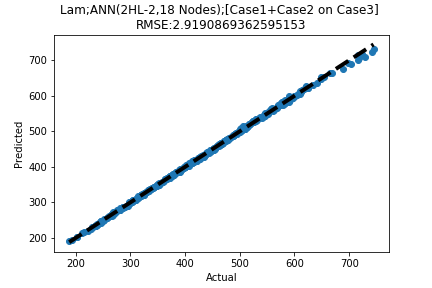 Lam;ANN(2HL-2,18 Nodes);[Case1+Case2 on Case3]
RMSE:2.9190869362595153
700
600
500
400
300
200
Predicted
200 300 400 500 600 700
Actual